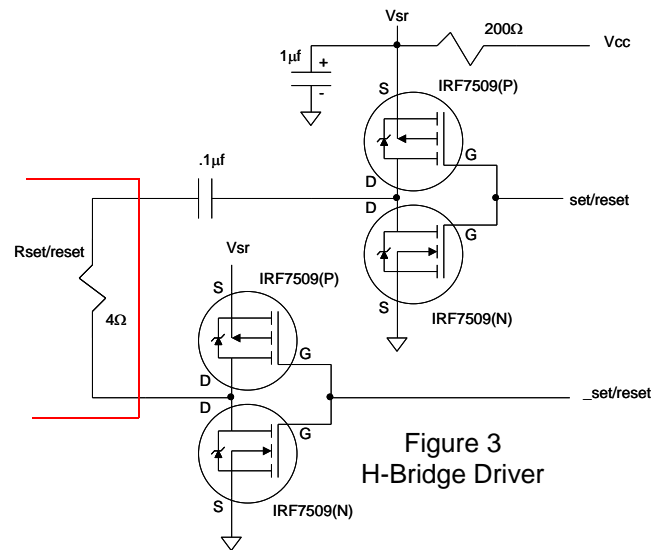 Vsr
200Ω
Vcc
1µf
+
-
S
IRF7509(P)
G
D
.1µf
set/reset
D
G
Rset/reset
4Ω
Vsr
S
IRF7509(N)
IRF7509(P)
S
G
D
_set/reset
D
G
S
IRF7509(N)
Figure 3
H-Bridge Driver